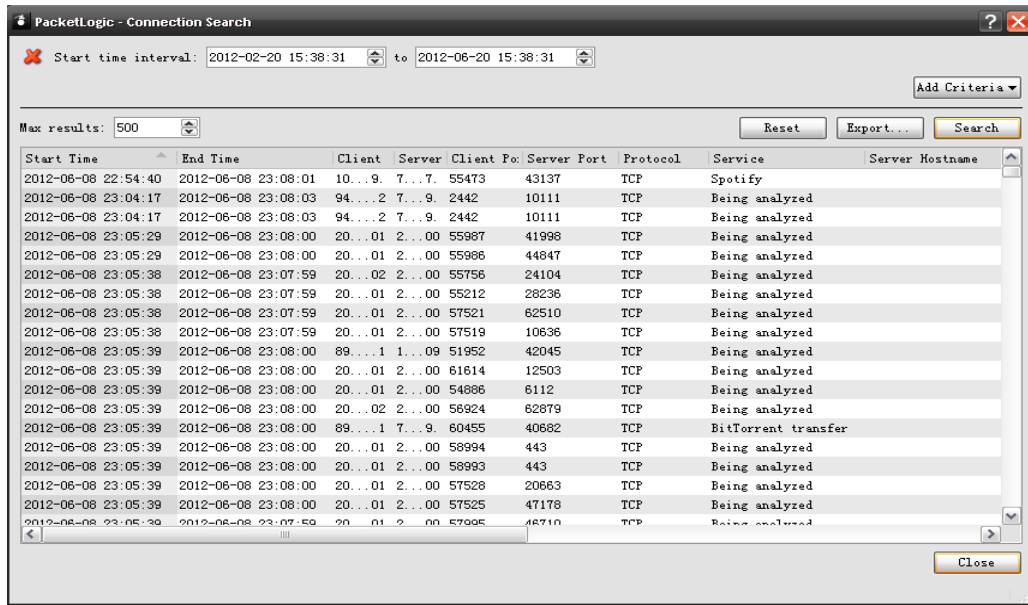 PacketLogic - Connection Search
Start time interval: 2012-02-20 15:38:31 to 2012-06-20 15:38:31
Add Criteria
Max results: 500 Reset Export... Search
Start Time End Time Client Server Client Po: Server Port Protocol Service Server Hostname
2012-06-08 22:54:40 2012-06-08 23:08:01 10...9. 7...7. 55473 43137 TCP Spotify
2012-06-08 23:04:17 2012-06-08 23:08:03 94....2 7...9. 2442 10111 TCP Being analyzed
2012-06-08 23:04:17 2012-06-08 23:08:03 94....2 7...9. 2442 10111 TCP Being analyzed
2012-06-08 23:05:29 2012-06-08 23:08:00 20...01 2...00 55987 41998 TCP Being analyzed
2012-06-08 23:05:29 2012-06-08 23:08:00 20...01 2...00 55986 44847 TCP Being analyzed
2012-06-08 23:05:38 2012-06-08 23:07:59 20...02 2...00 55756 24104 TCP Being analyzed
2012-06-08 23:05:38 2012-06-08 23:07:59 20...01 2...00 55212 28236 TCP Being analyzed
2012-06-08 23:05:38 2012-06-08 23:07:59 20...01 2...00 57521 62510 TCP Being analyzed
2012-06-08 23:05:38 2012-06-08 23:07:59 20...01 2...00 57519 10636 TCP Being analyzed
2012-06-08 23:05:39 2012-06-08 23:08:00 89....1 1...09 51952 42045 TCP Being analyzed
2012-06-08 23:05:39 2012-06-08 23:08:00 20...01 2...00 61614 12503 TCP Being analyzed
2012-06-08 23:05:39 2012-06-08 23:08:00 20...01 2...00 54886 6112 TCP Being analyzed
2012-06-08 23:05:39 2012-06-08 23:08:00 20...02 2...00 56924 62879 TCP Being analyzed
2012-06-08 23:05:39 2012-06-08 23:08:00 89....1 7...9. 60455 40682 TCP BitTorrent transfer
2012-06-08 23:05:39 2012-06-08 23:08:00 20...01 2...00 58994 443 TCP Being analyzed
2012-06-08 23:05:39 2012-06-08 23:08:00 20...01 2...00 58993 443 TCP Being analyzed
2012-06-08 23:05:39 2012-06-08 23:08:00 20...01 2...00 57528 20663 TCP Being analyzed
2012-06-08 23:05:39 2012-06-08 23:08:00 20...01 2...00 57525 47178 TCP Being analyzed
2012-06-08 23:05:39 2012-06-08 23:07:59 20...01 2...00 57995 46710 TCP Being analyzed
Close